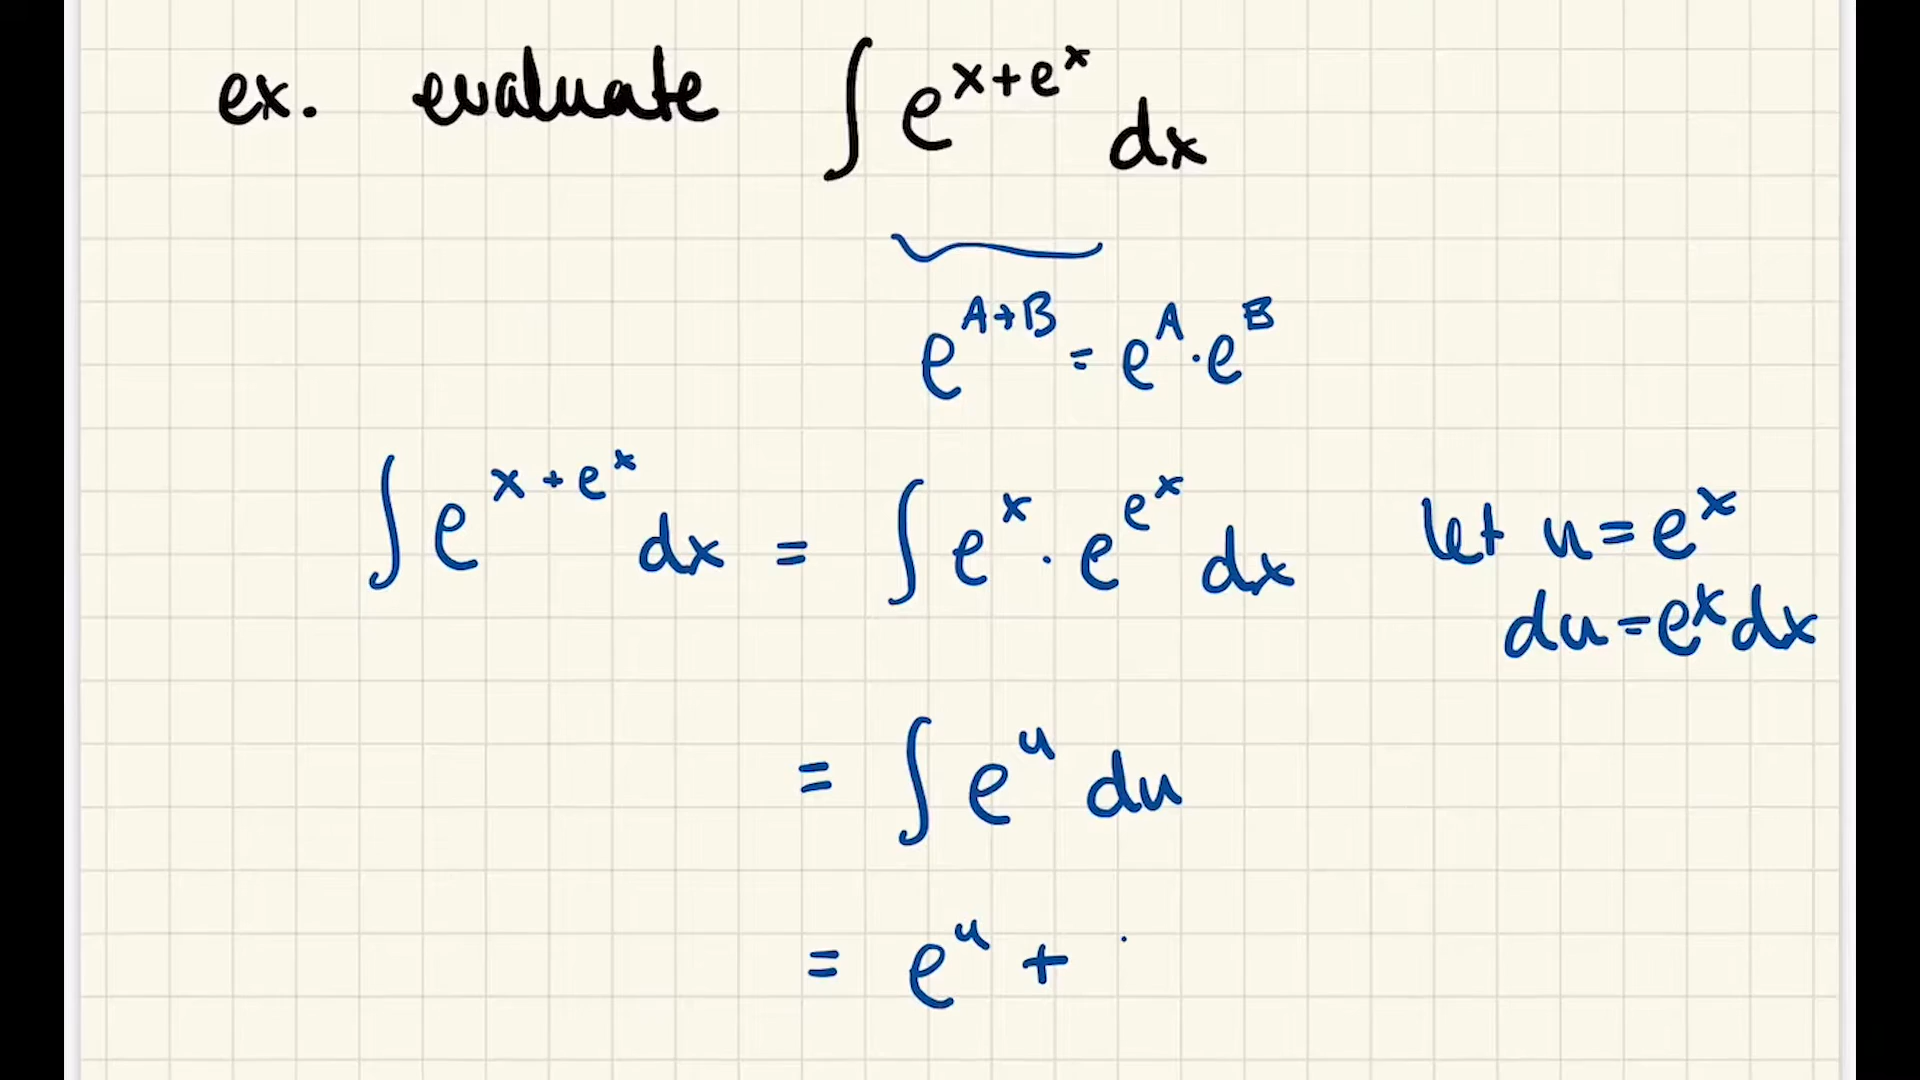 ex. evaluate ∫ e^{x+e^x} dx
e^{A+B} = e^A · e^B
∫ e^{x+e^x} dx = ∫ e^x · e^{e^x} dx let u = e^x
du = e^x dx
= ∫ e^u du
= e^u +